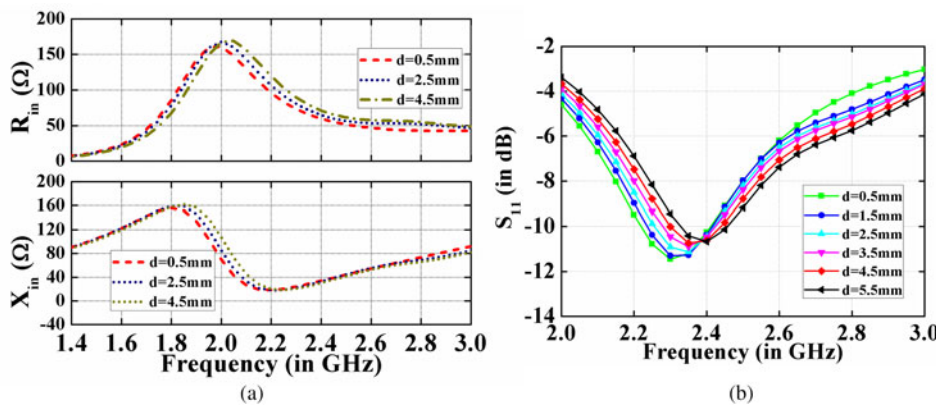 R_in (Ω)
200
150
100
50
0
d=0.5mm
d=2.5mm
d=4.5mm
X_in (Ω)
200
160
120
80
40
0
-40
d=0.5mm
d=2.5mm
d=4.5mm
1.4 1.6 1.8 2.0 2.2 2.4 2.6 2.8 3.0
Frequency (in GHz)
(a)
S_11 (in dB)
-2
-4
-6
-8
-10
-12
-14
d=0.5mm
d=1.5mm
d=2.5mm
d=3.5mm
d=4.5mm
d=5.5mm
2.0 2.2 2.4 2.6 2.8 3.0
Frequency (in GHz)
(b)